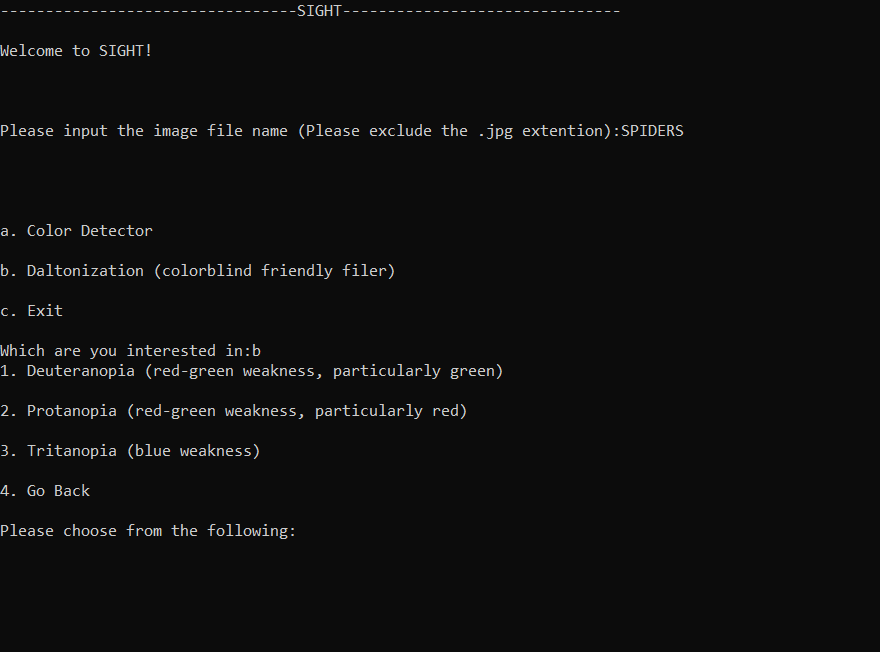 ---------------------------------SIGHT-------------------------------
Welcome to SIGHT!
Please input the image file name (Please exclude the .jpg extention):SPIDERS
a. Color Detector
b. Daltonization (colorblind friendly filer)
c. Exit
Which are you interested in:b
1. Deuteranopia (red-green weakness, particularly green)
2. Protanopia (red-green weakness, particularly red)
3. Tritanopia (blue weakness)
4. Go Back
Please choose from the following: